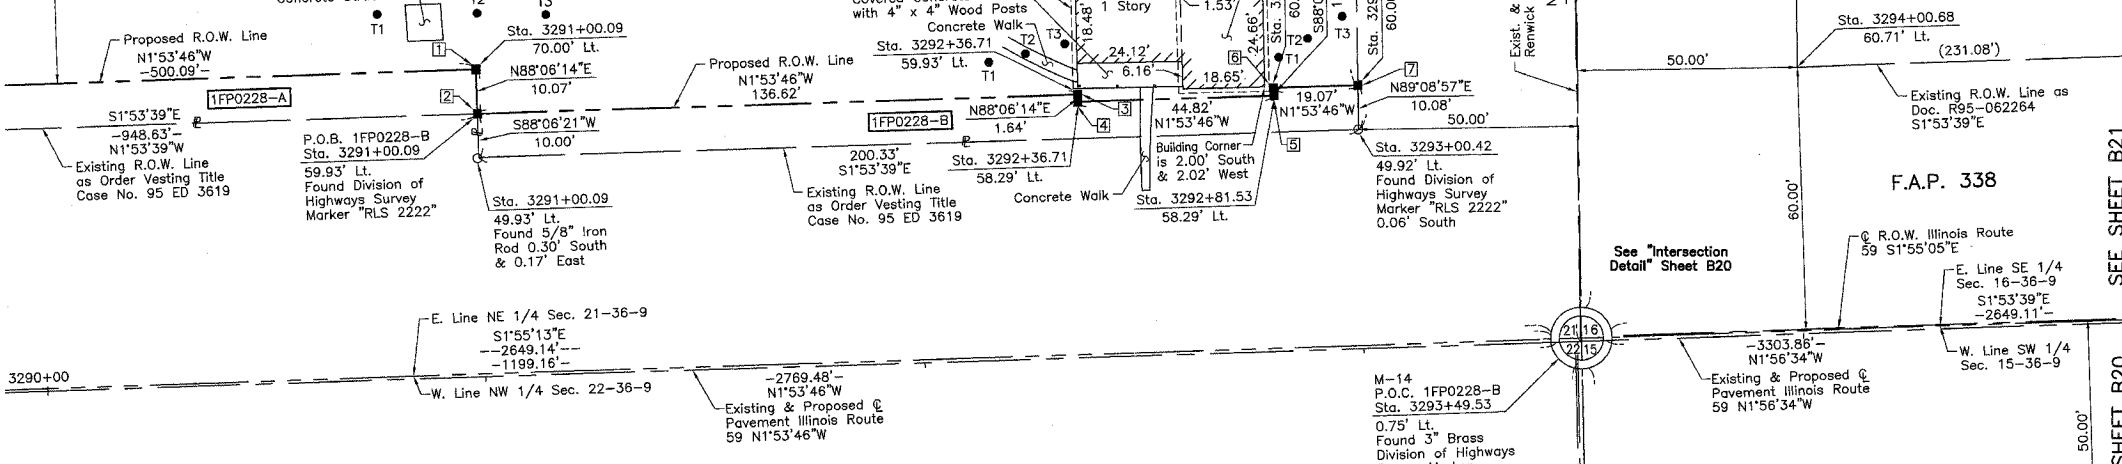 T1
T2
T3
Proposed R.O.W. Line
N1°53'46"W
-500.09'-
1
Sta. 3291+00.09
70.00' Lt.
N88°06'14"E
10.07'
1FP0228-A
2
S1°53'39"E
-948.63'-
N1°53'39"W
Existing R.O.W. Line
as Order Vesting Title
Case No. 95 ED 3619
P.O.B. 1FP0228-B
Sta. 3291+00.09
59.93' Lt.
Found Division of
Highways Survey
Marker "RLS 2222"
S88°06'21"W
10.00'
Sta. 3291+00.09
49.93' Lt.
Found 5/8" Iron
Rod 0.30' South
& 0.17' East
Proposed R.O.W. Line
N1°53'46"W
136.62'
1FP0228-B
with 4" x 4" Wood Posts
Concrete Walk
Sta. 3292+36.71
59.93' Lt.
T1
T2
T3
18.48'
1 Story
1.53'
24.66'
24.12'
6.16'
18.65'
6
T1
T2
T3
N88°06'14"E
1.64'
3
4
44.82'
N1°53'46"W
19.07'
N1°53'46"W
7
N89°08'57"E
10.08'
50.00'
5
Building Corner
is 2.00' South
& 2.02' West
200.33'
S1°53'39"E
Sta. 3292+36.71
58.29' Lt.
Concrete Walk
Sta. 3292+81.53
58.29' Lt.
Existing R.O.W. Line
as Order Vesting Title
Case No. 95 ED 3619
Sta. 3293+00.42
49.92' Lt.
Found Division of
Highways Survey
Marker "RLS 2222"
0.06' South
Exist. &
Renwick
50.00'
Sta. 3294+00.68
60.71' Lt.
(231.08')
Existing R.O.W. Line as
Doc. R95-062264
S1°53'39"E
F.A.P. 338
60.00'
℄ R.O.W. Illinois Route
59 S1°55'05"E
See "Intersection
Detail" Sheet B20
E. Line SE 1/4
Sec. 16-36-9
S1°53'39"E
-2649.11'-
SEE SHEET B21
SHEET B20
50.00'
E. Line NE 1/4 Sec. 21-36-9
S1°55'13"E
--2649.14'--
-1199.16'-
3290+00
W. Line NW 1/4 Sec. 22-36-9
-2769.48'-
N1°53'46"W
Existing & Proposed ℄
Pavement Illinois Route
59 N1°53'46"W
21 16
22 15
-3303.86'-
N1°56'34"W
Existing & Proposed ℄
Pavement Illinois Route
59 N1°56'34"W
W. Line SW 1/4
Sec. 15-36-9
M-14
P.O.C. 1FP0228-B
Sta. 3293+49.53
0.75' Lt.
Found 3" Brass
Division of Highways